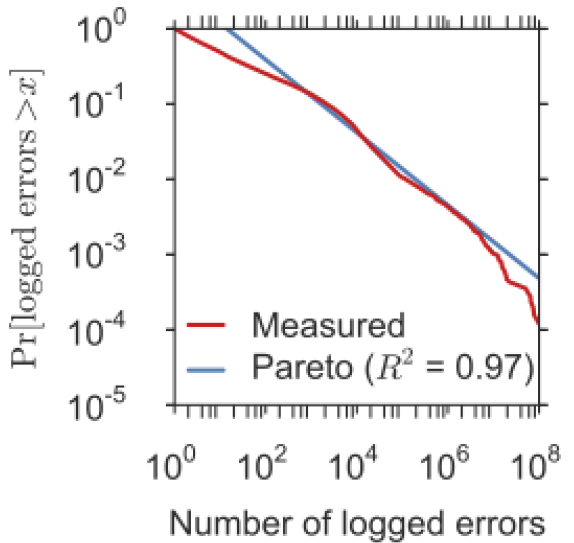 Pr[logged errors >x]
10^0
10^-1
10^-2
10^-3
10^-4
10^-5
Measured
Pareto (R^2 = 0.97)
10^0 10^2 10^4 10^6 10^8
Number of logged errors